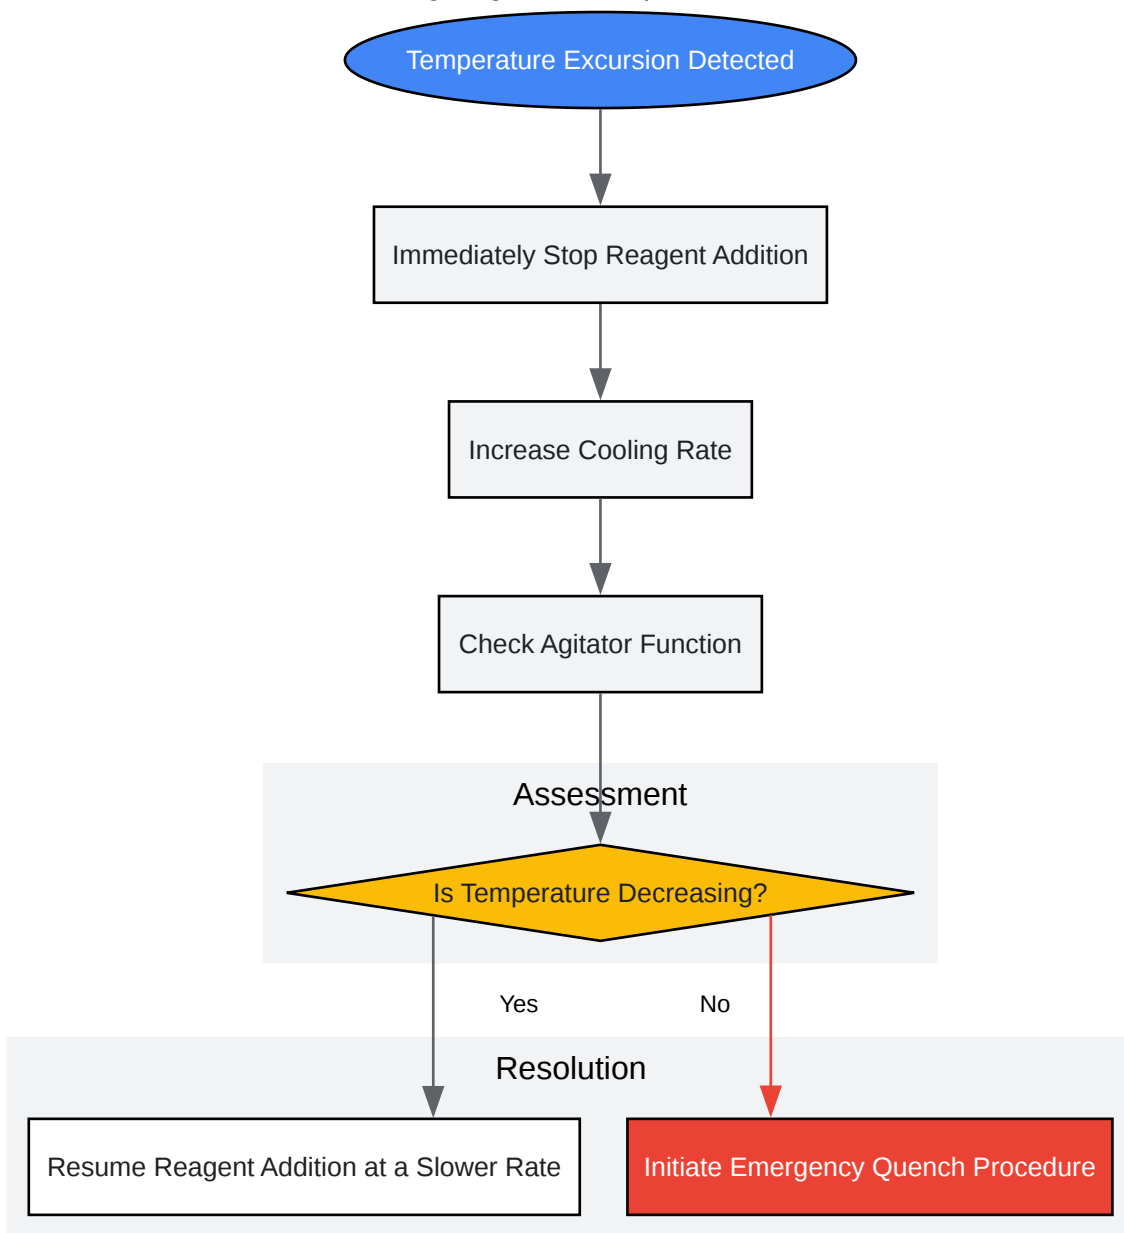 Temperature Excursion Detected
Immediately Stop Reagent Addition
Increase Cooling Rate
Check Agitator Function
Assessment
Is Temperature Decreasing?
Yes
No
Resolution
Resume Reagent Addition at a Slower Rate
Initiate Emergency Quench Procedure